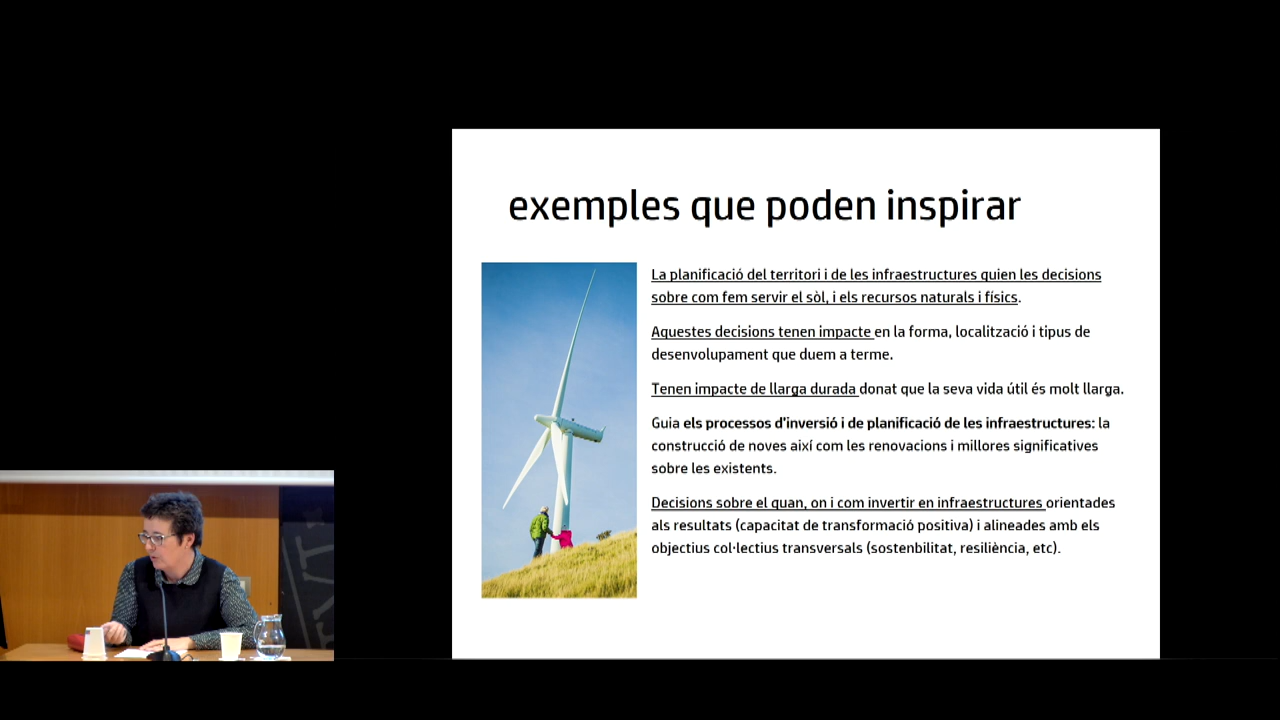 exemples que poden inspirar
La planificació del territori i de les infraestructures quien les decisions
sobre com fem servir el sòl, i els recursos naturals i físics.
Aquestes decisions tenen impacte en la forma, localització i tipus de
desenvolupament que duem a terme.
Tenen impacte de llarga durada donat que la seva vida útil és molt llarga.
Guia els processos d'inversió i de planificació de les infraestructures: la
construcció de noves així com les renovacions i millores significatives
sobre les existents.
Decisions sobre el quan, on i com invertir en infraestructures orientades
als resultats (capacitat de transformació positiva) i alineades amb els
objectius col·lectius transversals (sostenbilitat, resiliència, etc).